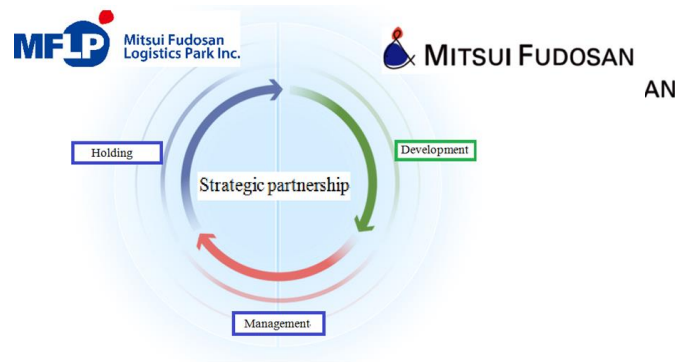 MFLP Mitsui Fudosan
Logistics Park Inc.
MITSUI FUDOSAN
AN
Holding
Development
Strategic partnership
Management